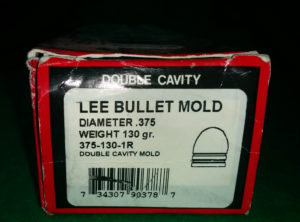 DOUBLE CAVITY
LEE BULLET MOLD
DIAMETER .375
WEIGHT 130 gr.
375-130-1R
DOUBLE CAVITY MOLD
7 34307 90378 7